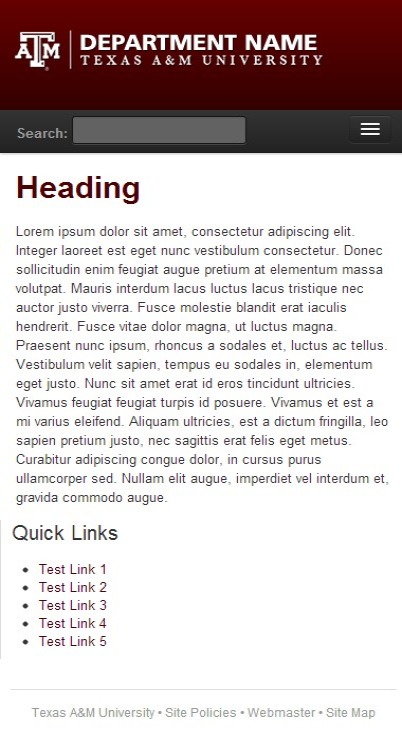 ATM
DEPARTMENT NAME
TEXAS A&M UNIVERSITY
Search:
Heading
Lorem ipsum dolor sit amet, consectetur adipiscing elit.
Integer laoreet est eget nunc vestibulum consectetur. Donec
sollicitudin enim feugiat augue pretium at elementum massa
volutpat. Mauris interdum lacus luctus lacus tristique nec
auctor justo viverra. Fusce molestie blandit erat iaculis
hendrerit. Fusce vitae dolor magna, ut luctus magna.
Praesent nunc ipsum, rhoncus a sodales et, luctus ac tellus.
Vestibulum velit sapien, tempus eu sodales in, elementum
eget justo. Nunc sit amet erat id eros tincidunt ultricies.
Vivamus feugiat feugiat turpis id posuere. Vivamus et est a
mi varius eleifend. Aliquam ultricies, est a dictum fringilla, leo
sapien pretium justo, nec sagittis erat felis eget metus.
Curabitur adipiscing congue dolor, in cursus purus
ullamcorper sed. Nullam elit augue, imperdiet vel interdum et,
gravida commodo augue.
Quick Links
• Test Link 1
• Test Link 2
• Test Link 3
• Test Link 4
• Test Link 5
Texas A&M University • Site Policies • Webmaster • Site Map